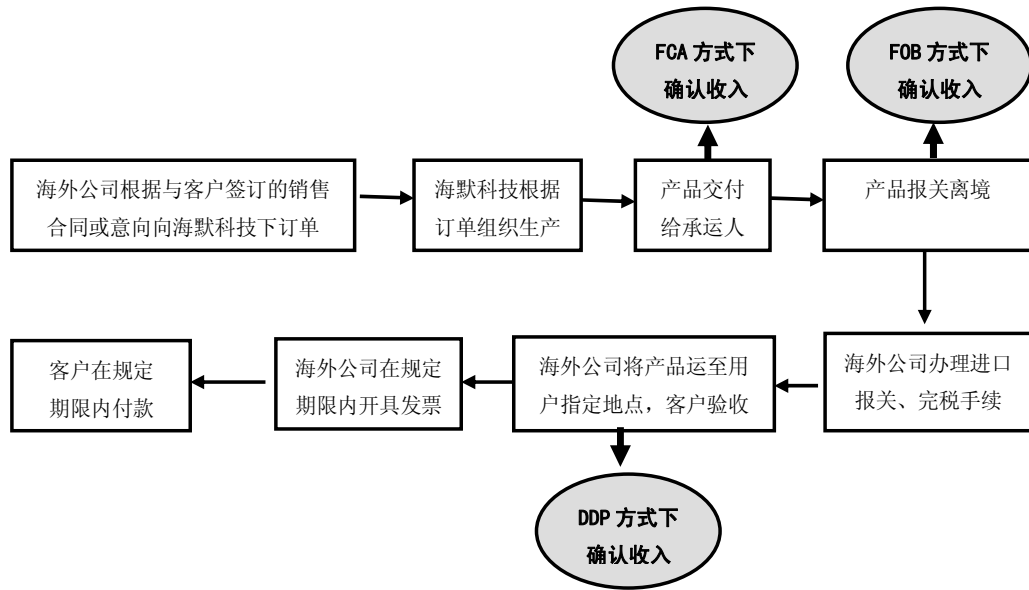 FCA 方式下
确认收入
FOB 方式下
确认收入
海外公司根据与客户签订的销售
合同或意向向海默科技下订单
海默科技根据
订单组织生产
产品交付
给承运人
产品报关离境
海外公司办理进口
报关、完税手续
海外公司将产品运至用
户指定地点，客户验收
海外公司在规定
期限内开具发票
客户在规定
期限内付款
DDP 方式下
确认收入